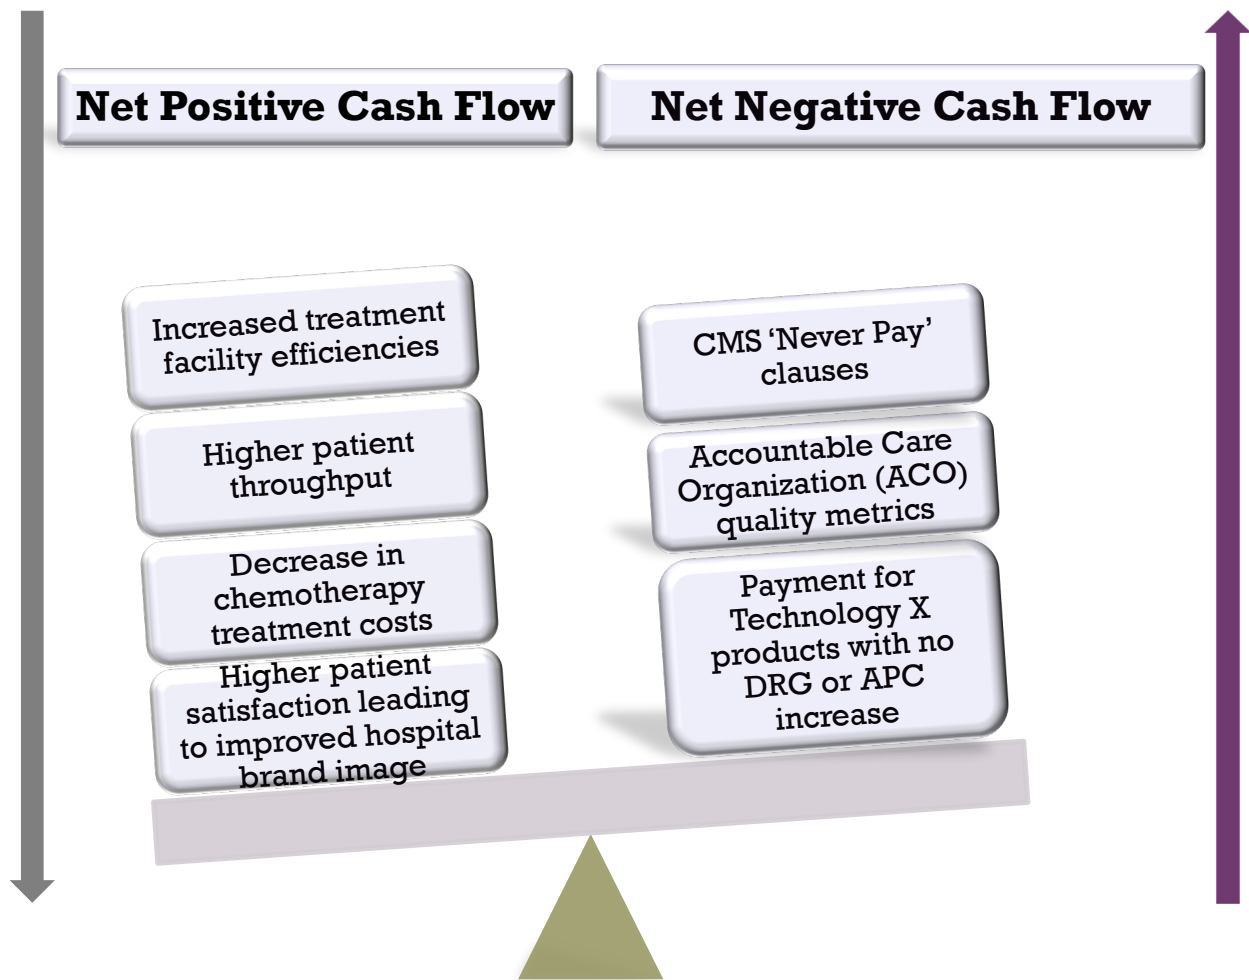 Net Positive Cash Flow
Net Negative Cash Flow
Increased treatment
facility efficiencies
Higher patient
throughput
Decrease in
chemotherapy
treatment costs
Higher patient
satisfaction leading
to improved hospital
brand image
CMS ‘Never Pay’
clauses
Accountable Care
Organization (ACO)
quality metrics
Payment for
Technology X
products with no
DRG or APC
increase